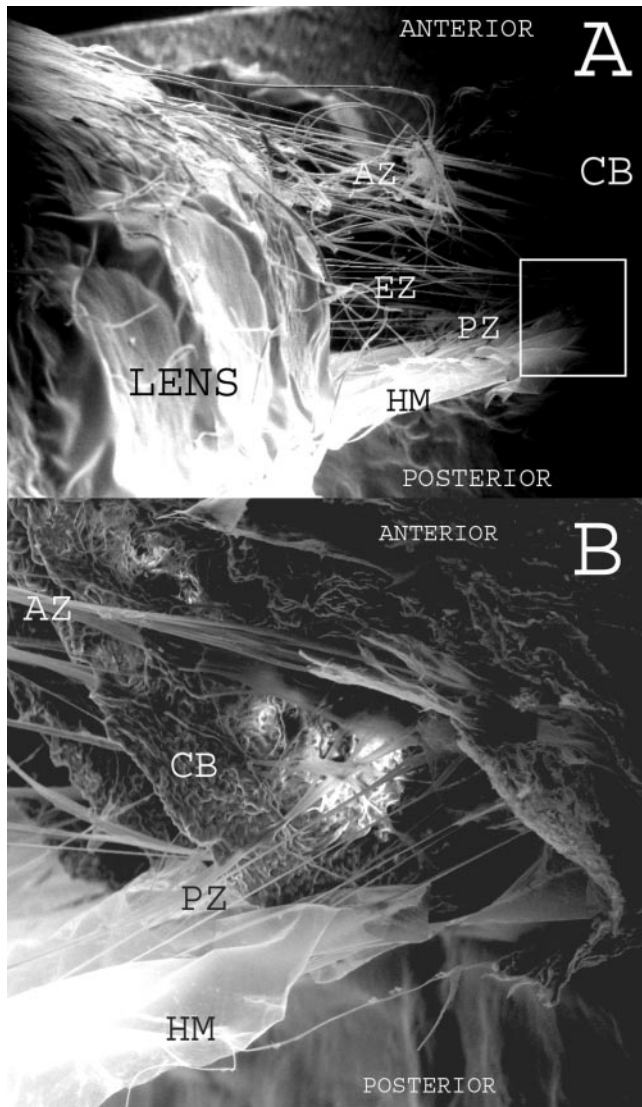 ANTERIOR
A
CB
AZ
EZ
PZ
LENS
HM
POSTERIOR
ANTERIOR
B
AZ
CB
PZ
HM
POSTERIOR